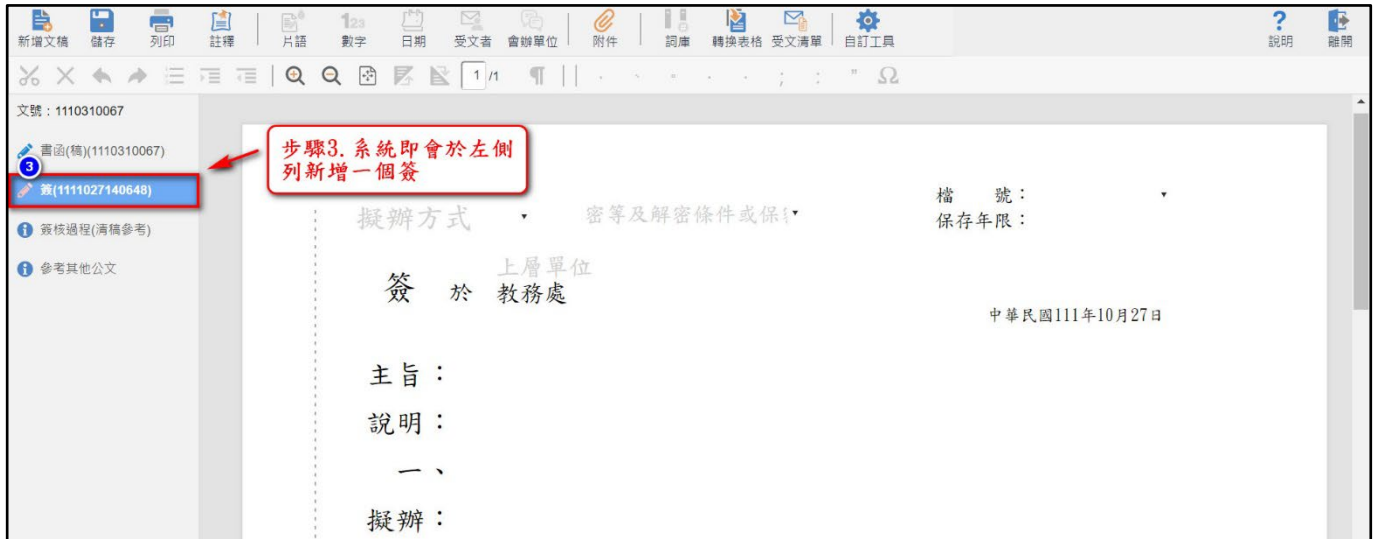 新增文稿 儲存 列印 註釋 片語 數字 日期 受文者 會辦單位 附件 詞庫 轉換表格 受文清單 自訂工具 說明 離開
1 /1
文號：1110310067
書函(稿)(1110310067)
3
簽(1111027140648)
簽核過程(清稿參考)
參考其他公文
步驟3. 系統即會於左側
列新增一個簽
檔 號：
擬辦方式 密等及解密條件或保
保存年限：
上層單位
簽 於 教務處
中華民國111年10月27日
主旨：
說明：
一、
擬辦：